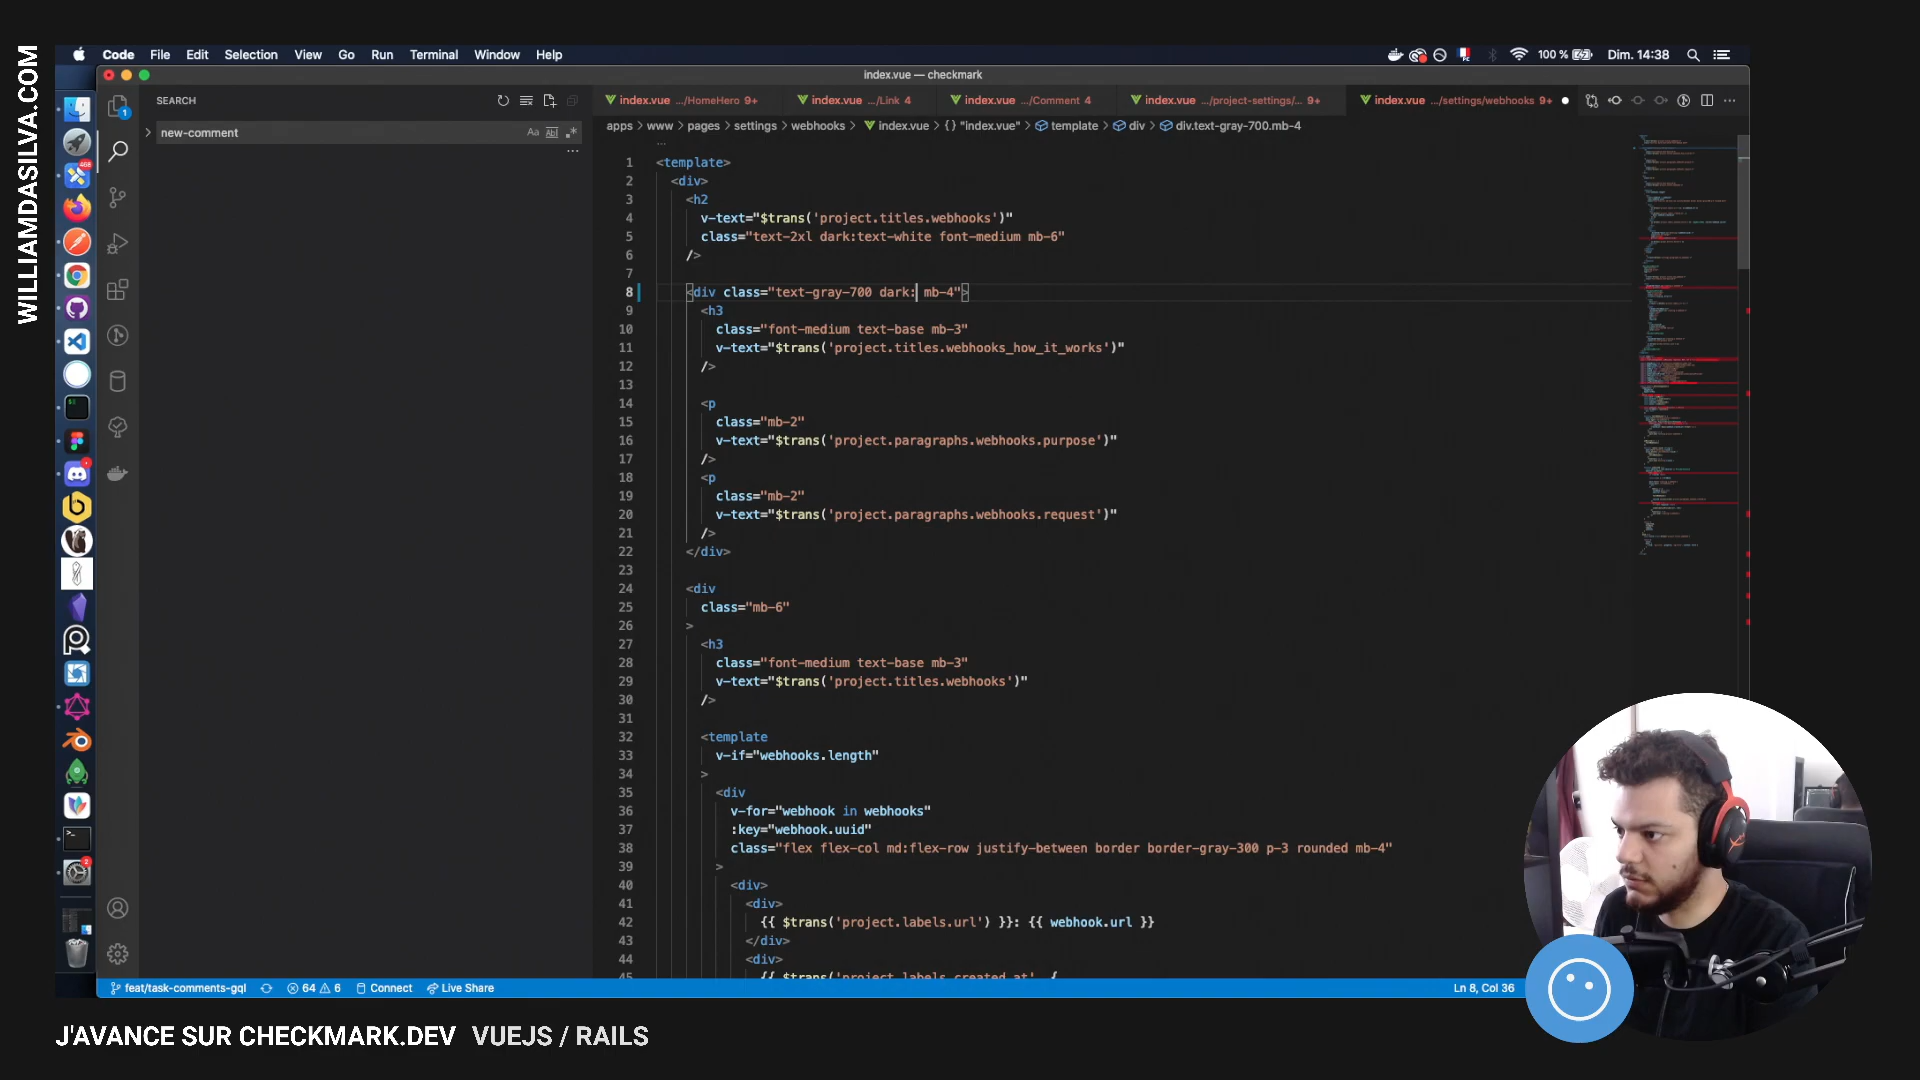 WILLIAMDASILVA.COM
Code File Edit Selection View Go Run Terminal Window Help
100 % Dim. 14:38
index.vue — checkmark
SEARCH
new-comment
index.vue .../HomeHero 9+
index.vue .../Link 4
index.vue .../Comment 4
index.vue .../project-settings/... 9+
index.vue .../settings/webhooks 9+
apps > www > pages > settings > webhooks > index.vue > {} "index.vue" > template > div > div.text-gray-700.mb-4
1 <template>
2 <div>
3 <h2
4 v-text="$trans('project.titles.webhooks')"
5 class="text-2xl dark:text-white font-medium mb-6"
6 />
7
8 <div class="text-gray-700 dark: mb-4">
9 <h3
10 class="font-medium text-base mb-3"
11 v-text="$trans('project.titles.webhooks_how_it_works')"
12 />
13
14 <p
15 class="mb-2"
16 v-text="$trans('project.paragraphs.webhooks.purpose')"
17 />
18 <p
19 class="mb-2"
20 v-text="$trans('project.paragraphs.webhooks.request')"
21 />
22 </div>
23
24 <div
25 class="mb-6"
26 >
27 <h3
28 class="font-medium text-base mb-3"
29 v-text="$trans('project.titles.webhooks')"
30 />
31
32 <template
33 v-if="webhooks.length"
34 >
35 <div
36 v-for="webhook in webhooks"
37 :key="webhook.uuid"
38 class="flex flex-col md:flex-row justify-between border border-gray-300 p-3 rounded mb-4"
39 >
40 <div>
41 <div>
42 {{ $trans('project.labels.url') }}: {{ webhook.url }}
43 </div>
44 <div>
45 {{ $trans('project.labels.created_at', {
feat/task-comments-gql 64 6 Connect Live Share
Ln 8, Col 36
J'AVANCE SUR CHECKMARK.DEV VUEJS / RAILS